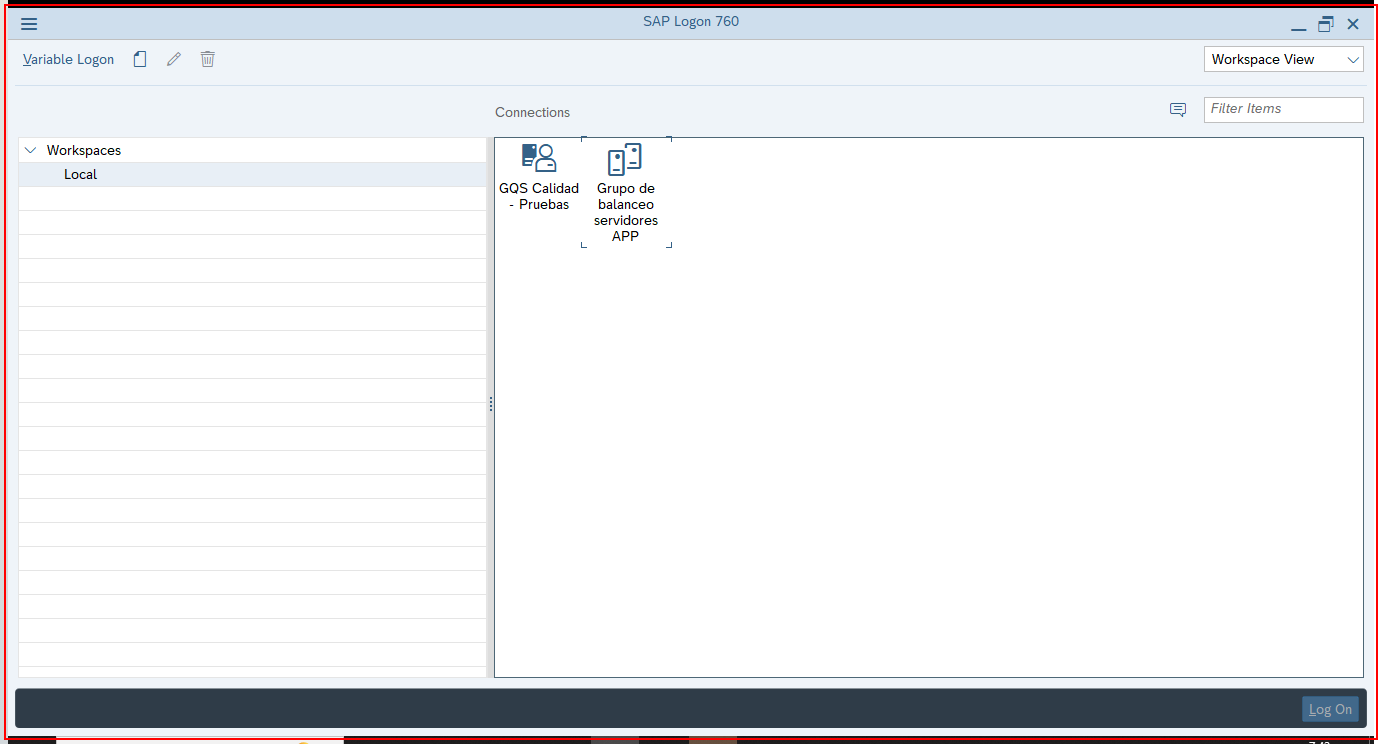 SAP Logon 760
Variable Logon
Workspace View
Connections
Filter Items
Workspaces
Local
GQS Calidad
- Pruebas
Grupo de
balanceo
servidores
APP
Log On